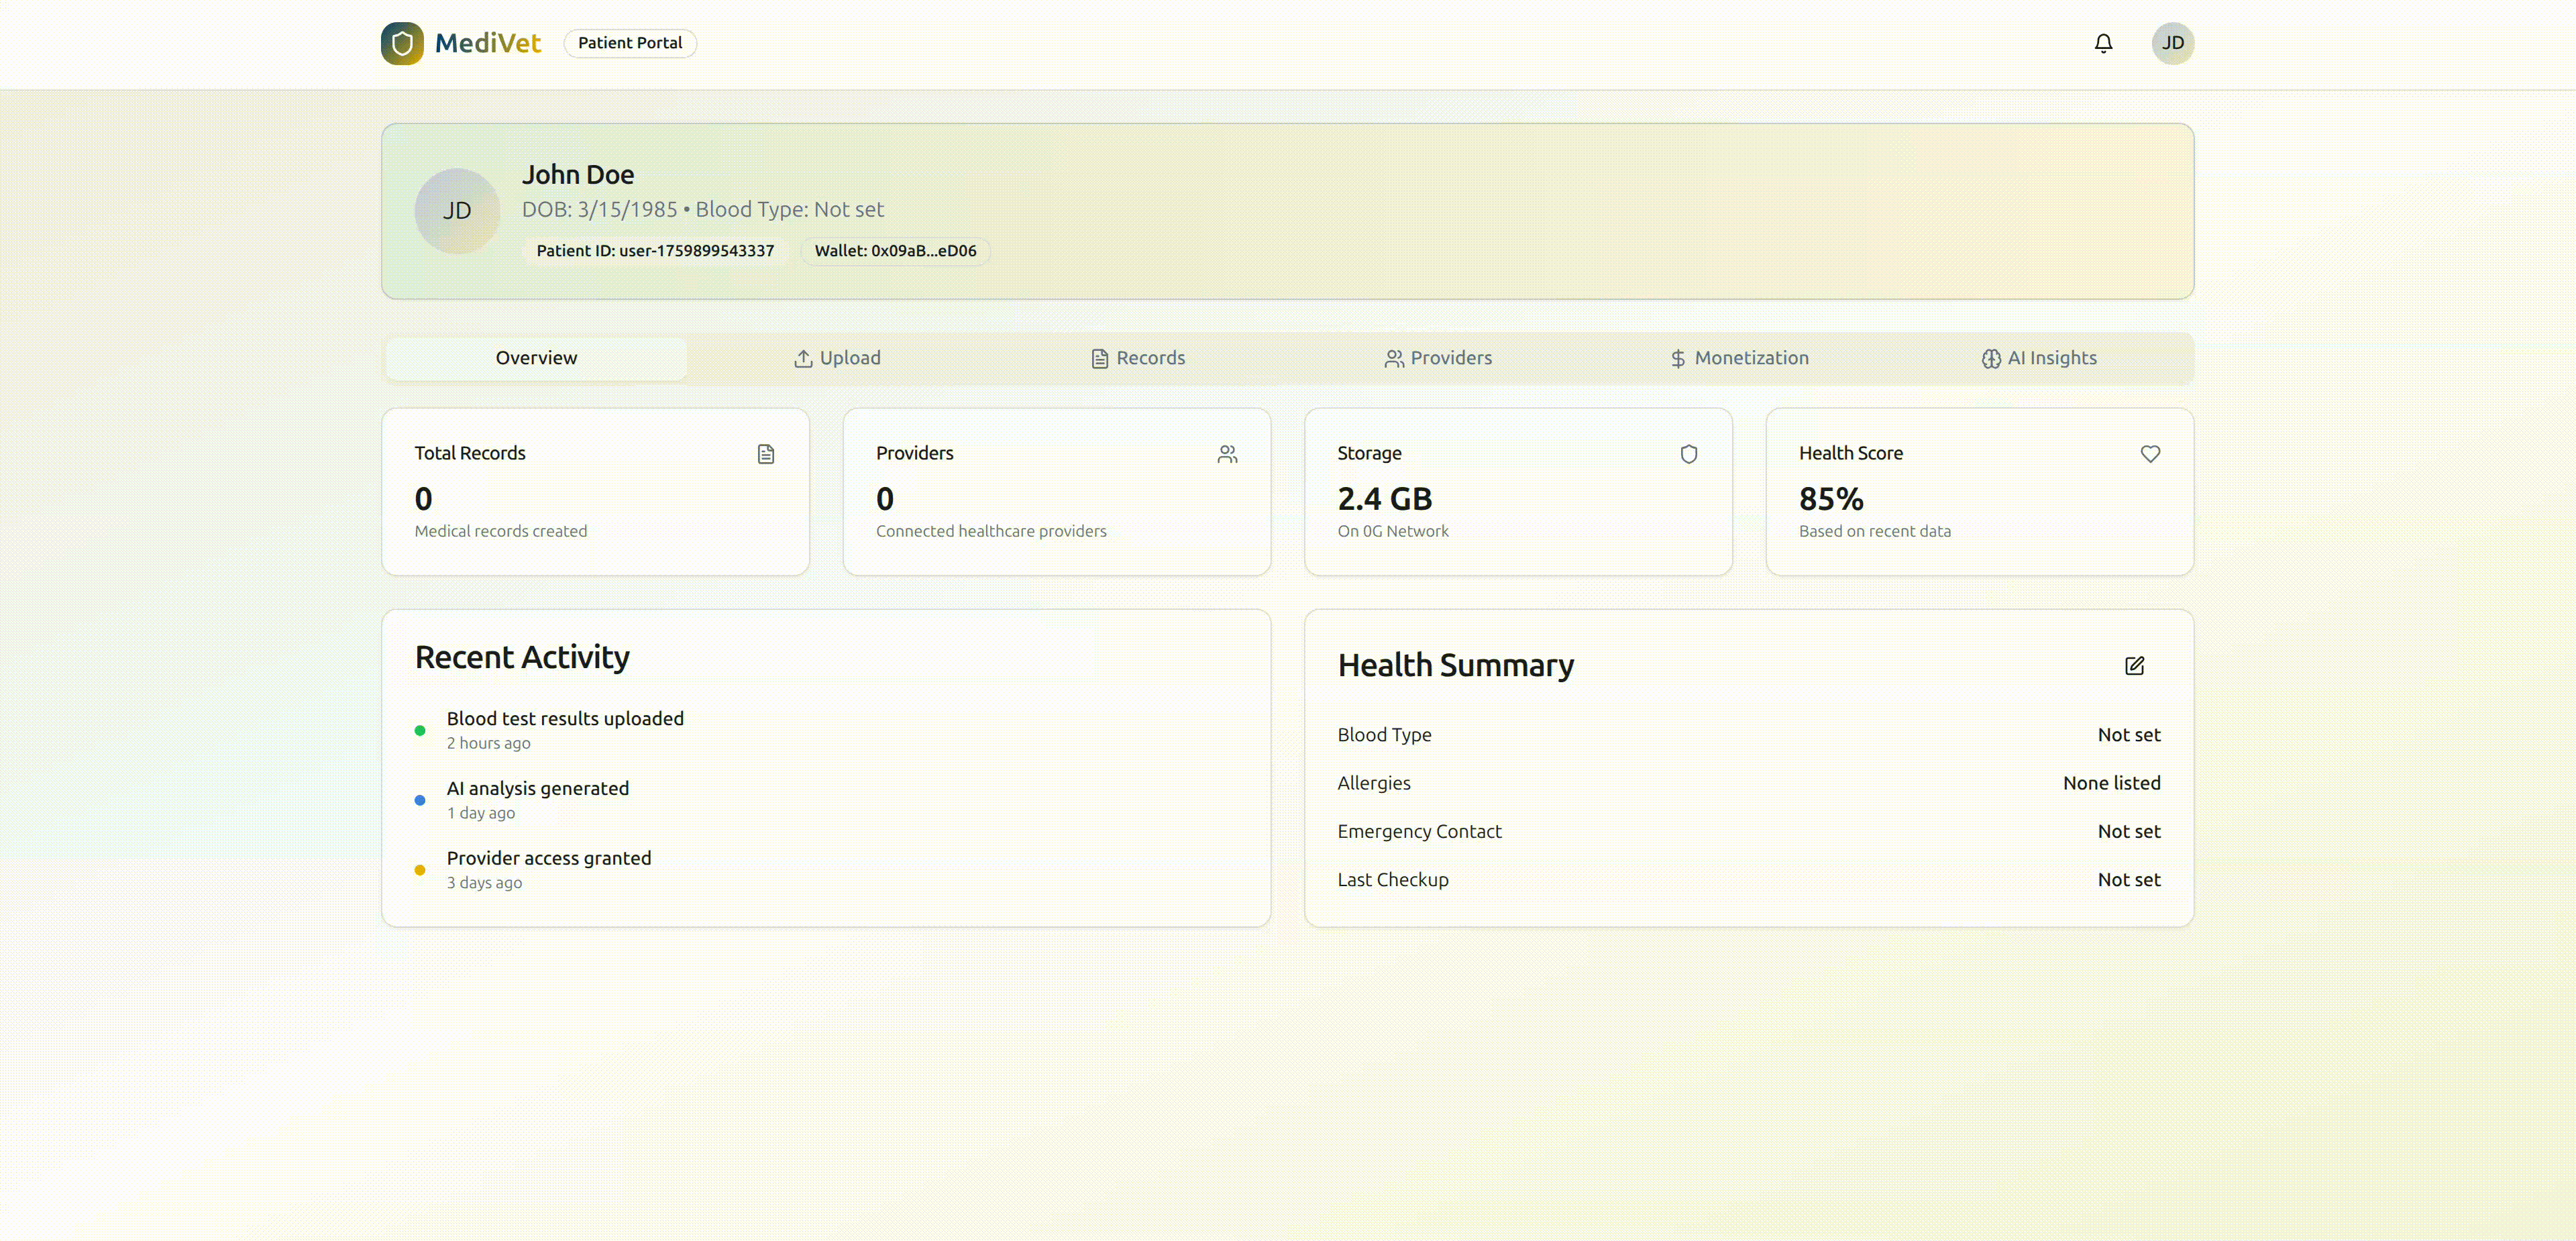 MediVet
Patient Portal
JD
John Doe
JD
DOB: 3/15/1985 • Blood Type: Not set
Patient ID: user-1759899543337
Wallet: 0x09aB...eD06
Overview
Upload
Records
Providers
Monetization
AI Insights
Total Records
0
Medical records created
Providers
0
Connected healthcare providers
Storage
2.4 GB
On 0G Network
Health Score
85%
Based on recent data
Recent Activity
Blood test results uploaded
2 hours ago
AI analysis generated
1 day ago
Provider access granted
3 days ago
Health Summary
Blood Type Not set
Allergies None listed
Emergency Contact Not set
Last Checkup Not set